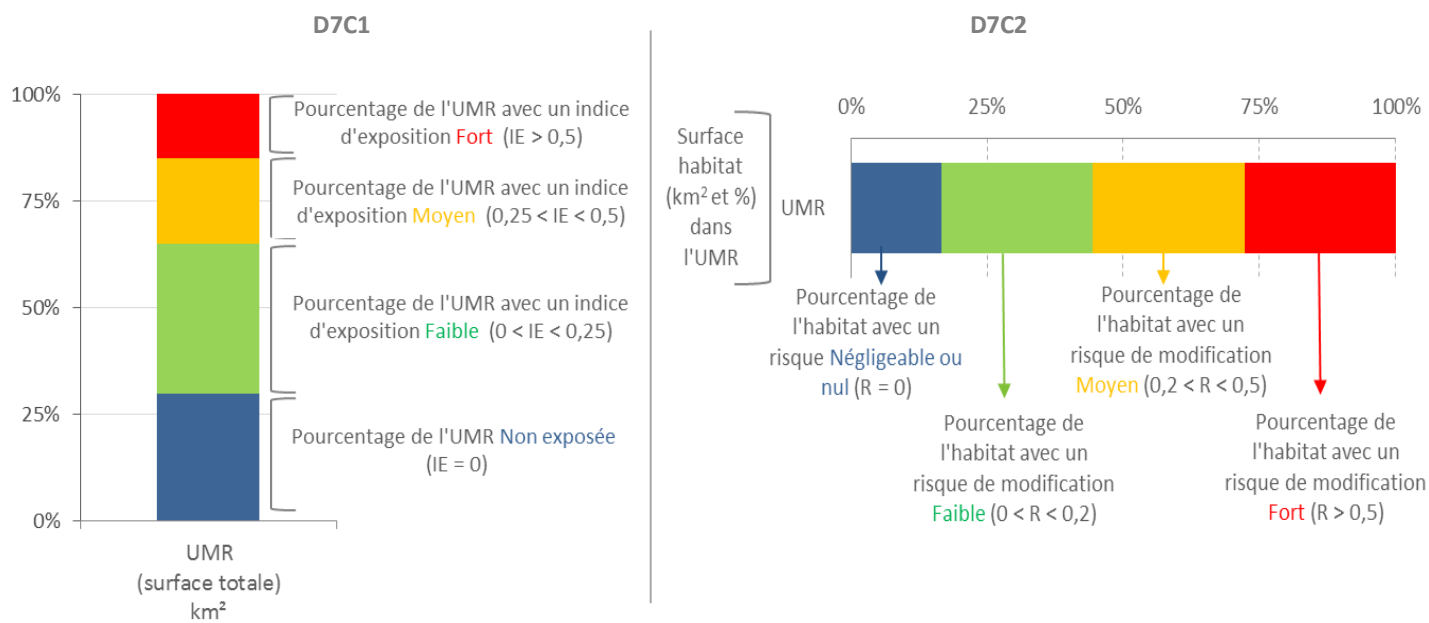 D7C1
100%
75%
50%
25%
0%
Pourcentage de l'UMR avec un indice
d'exposition Fort (IE > 0,5)
Pourcentage de l'UMR avec un indice
d'exposition Moyen (0,25 < IE < 0,5)
Pourcentage de l'UMR avec un indice
d'exposition Faible (0 < IE < 0,25)
Pourcentage de l'UMR Non exposée
(IE = 0)
UMR
(surface totale)
km²
D7C2
0% 25% 50% 75% 100%
Surface
habitat
(km² et %)
dans
l'UMR
UMR
Pourcentage de
l'habitat avec un
risque Négligeable ou
nul (R = 0)
Pourcentage de
l'habitat avec un
risque de modification
Moyen (0,2 < R < 0,5)
Pourcentage de
l'habitat avec un
risque de modification
Faible (0 < R < 0,2)
Pourcentage de
l'habitat avec un
risque de modification
Fort (R > 0,5)